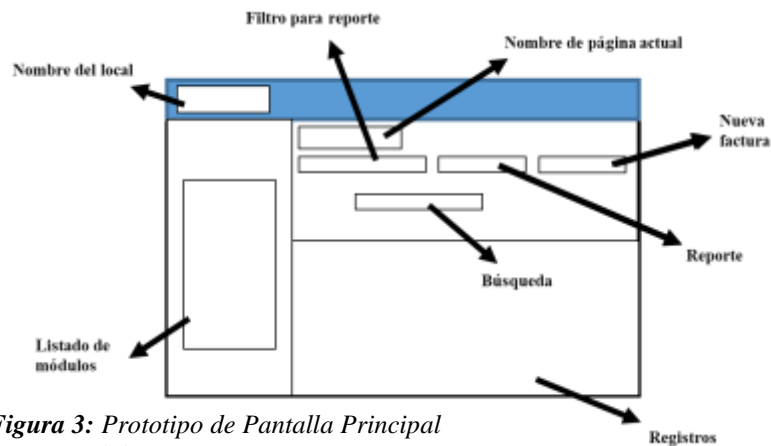 Filtro para reporte
Nombre de página actual
Nombre del local
Nueva
factura
Reporte
Búsqueda
Listado de
módulos
Figura 3: Prototipo de Pantalla Principal
Registros